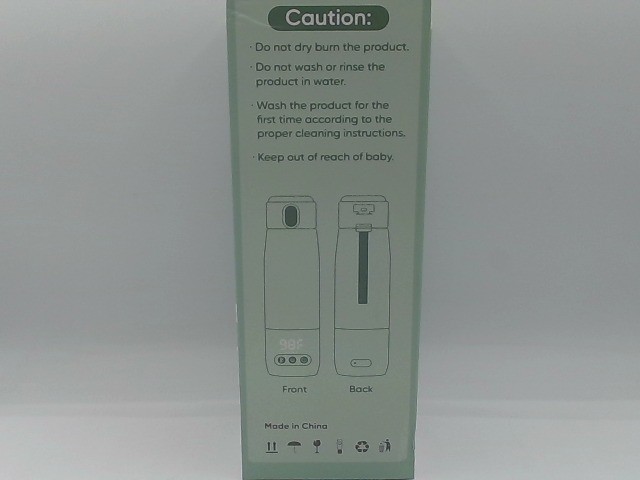 Caution:
· Do not dry burn the product.
· Do not wash or rinse the
product in water.
· Wash the product for the
first time according to the
proper cleaning instructions.
· Keep out of reach of baby.
98°F
Front Back
Made in China